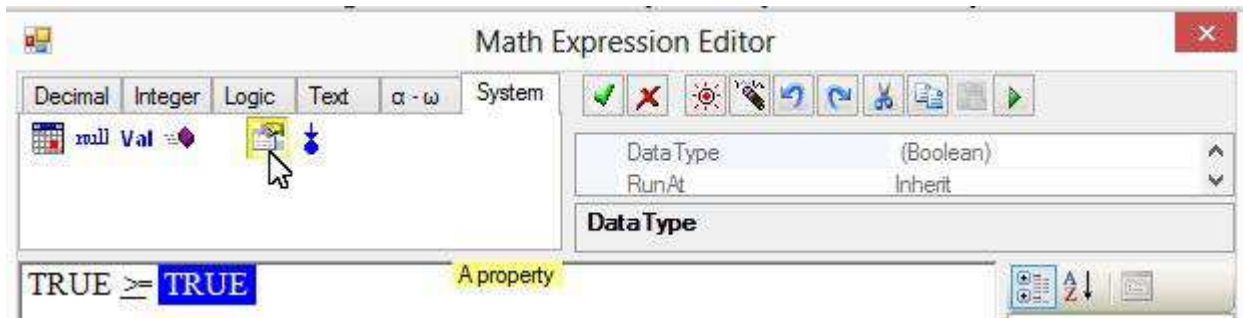 Math Expression Editor
Decimal Integer Logic Text α - ω System
null Val
DataType (Boolean)
RunAt Inherit
DataType
TRUE >= TRUE
A property
A
Z